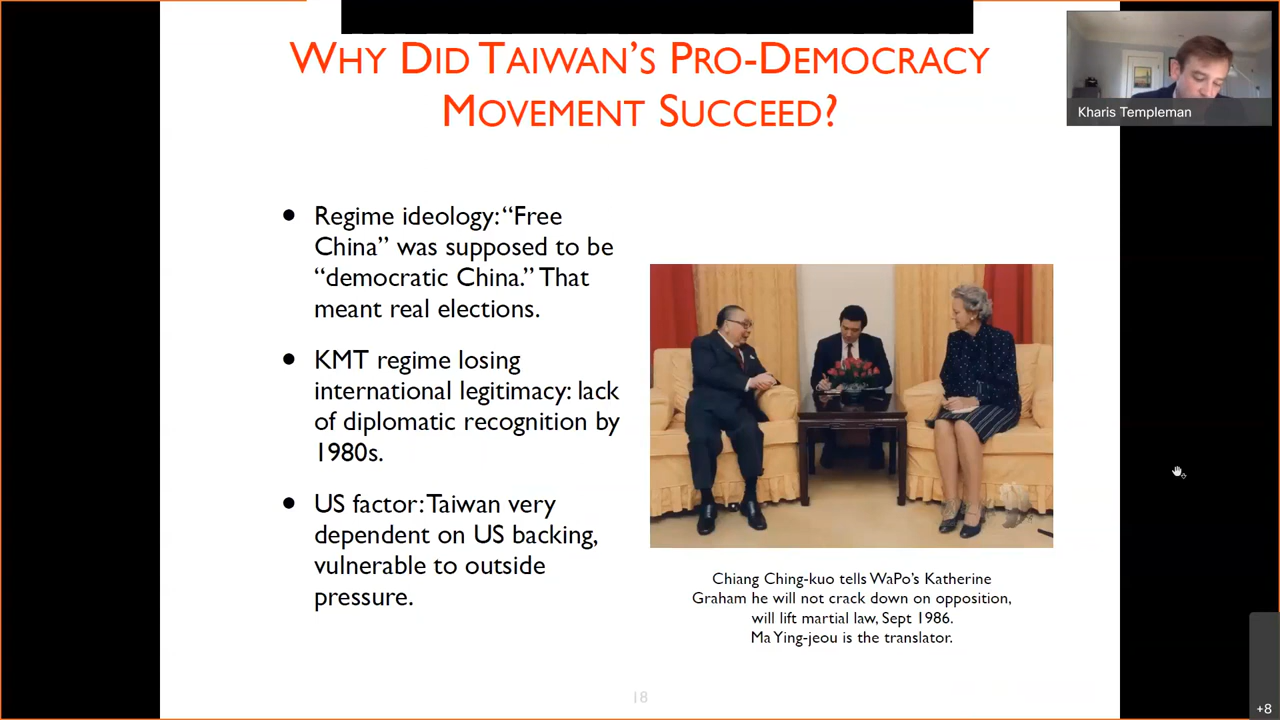 WHY DID TAIWAN'S PRO-DEMOCRACY
MOVEMENT SUCCEED?
Kharis Templeman
• Regime ideology: “Free
China” was supposed to be
“democratic China.” That
meant real elections.
• KMT regime losing
international legitimacy: lack
of diplomatic recognition by
1980s.
• US factor: Taiwan very
dependent on US backing,
vulnerable to outside
pressure.
Chiang Ching-kuo tells WaPo's Katherine
Graham he will not crack down on opposition,
will lift martial law, Sept 1986.
Ma Ying-jeou is the translator.
18
+8